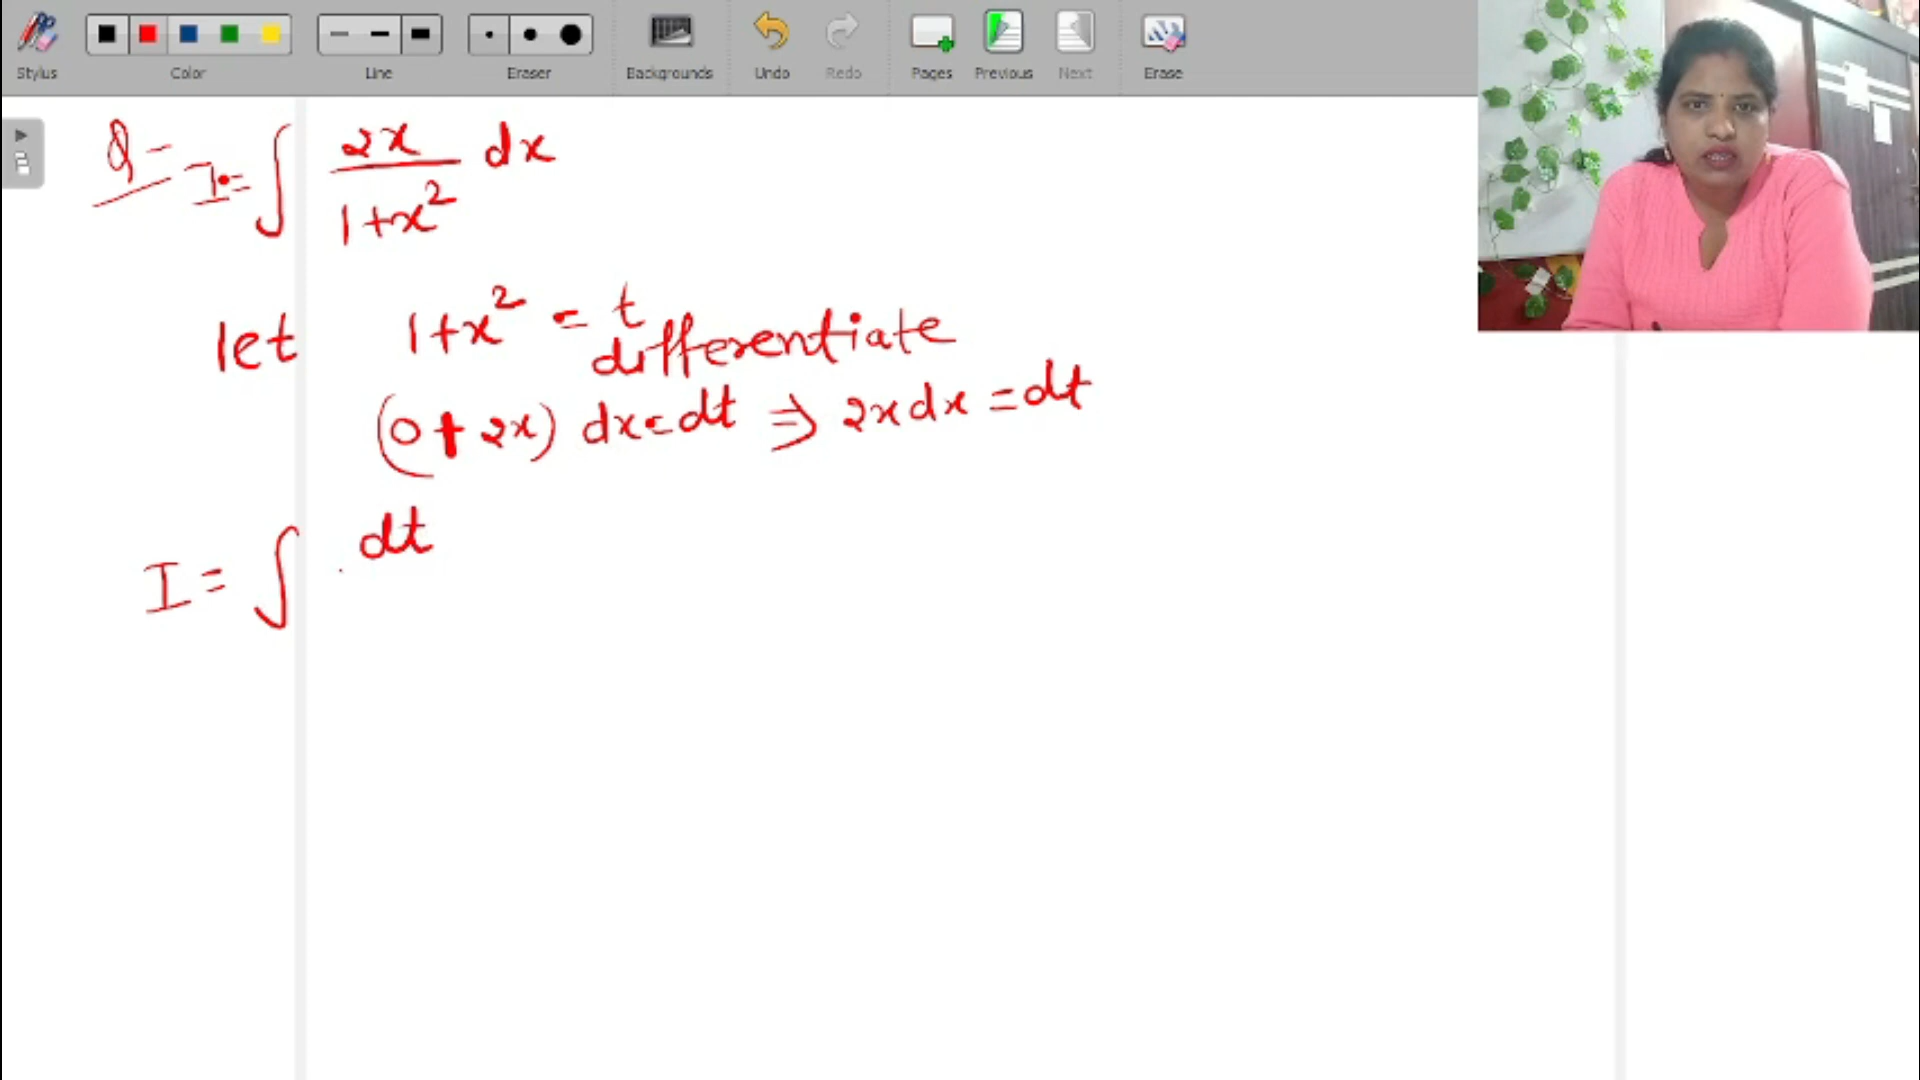 Stylus Color Line Eraser Backgrounds Undo Redo Pages Previous Next Erase
Q- I = ∫ 2x/(1+x²) dx
let 1+x² = t
differentiate
(0+2x) dx = dt ⇒ 2x dx = dt
I = ∫ dt